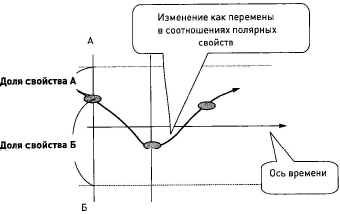 Изменение как перемены
в соотношениях полярных
свойств
А
Доля свойства А
Доля свойства Б
Ось времени
Б